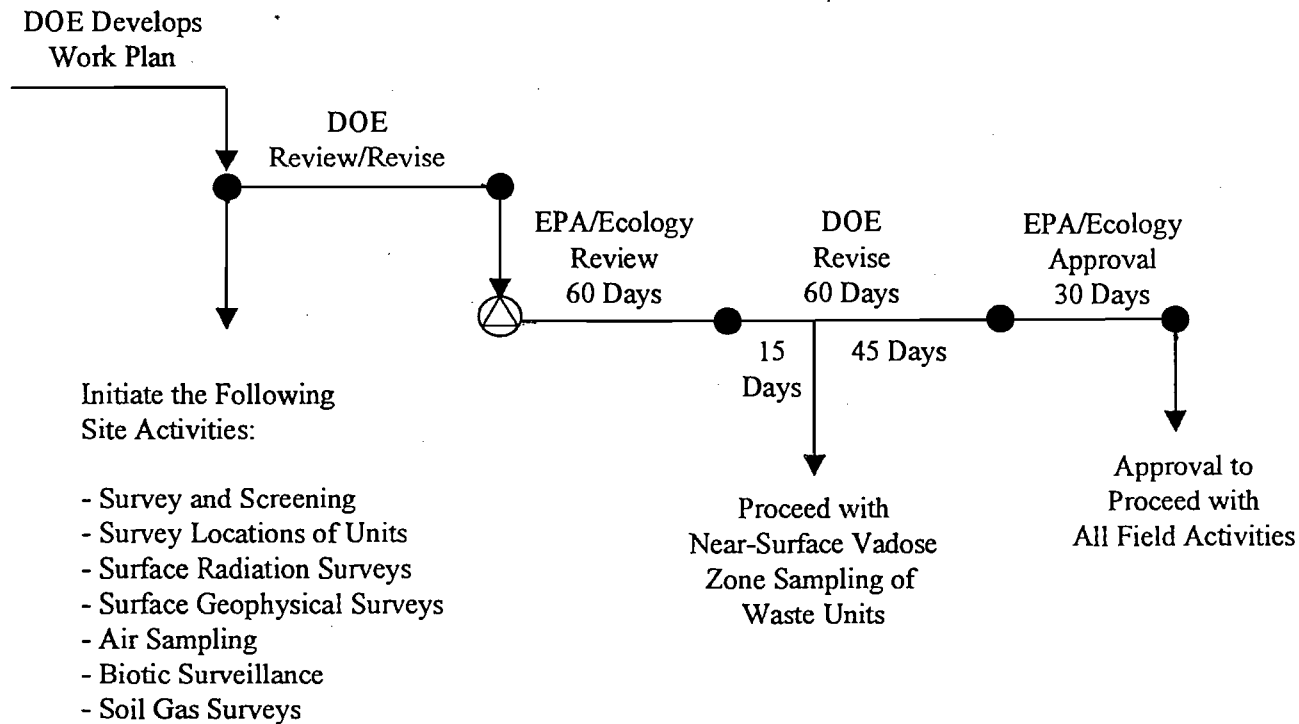 DOE Develops
Work Plan
DOE
Review/Revise
EPA/Ecology
Review
60 Days
DOE
Revise
60 Days
EPA/Ecology
Approval
30 Days
15
Days
45 Days
Initiate the Following
Site Activities:
- Survey and Screening
- Survey Locations of Units
- Surface Radiation Surveys
- Surface Geophysical Surveys
- Air Sampling
- Biotic Surveillance
- Soil Gas Surveys
Proceed with
Near-Surface Vadose
Zone Sampling of
Waste Units
Approval to
Proceed with
All Field Activities